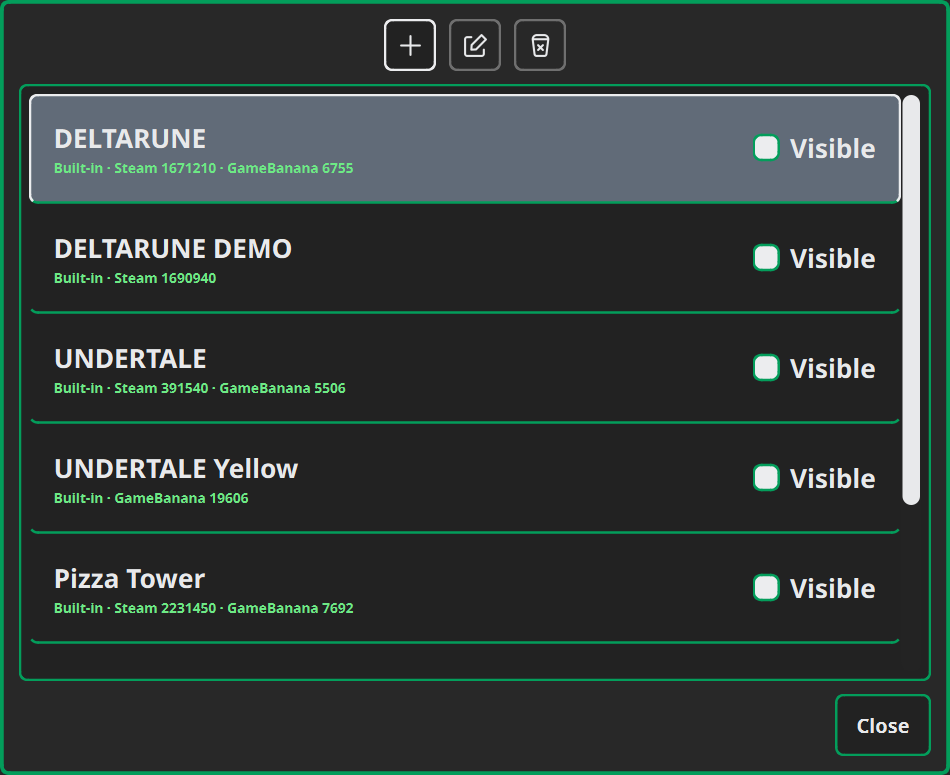 DELTARUNE
Built-in · Steam 1671210 · GameBanana 6755
Visible
DELTARUNE DEMO
Built-in · Steam 1690940
Visible
UNDERTALE
Built-in · Steam 391540 · GameBanana 5506
Visible
UNDERTALE Yellow
Built-in · GameBanana 19606
Visible
Pizza Tower
Built-in · Steam 2231450 · GameBanana 7692
Visible
Close